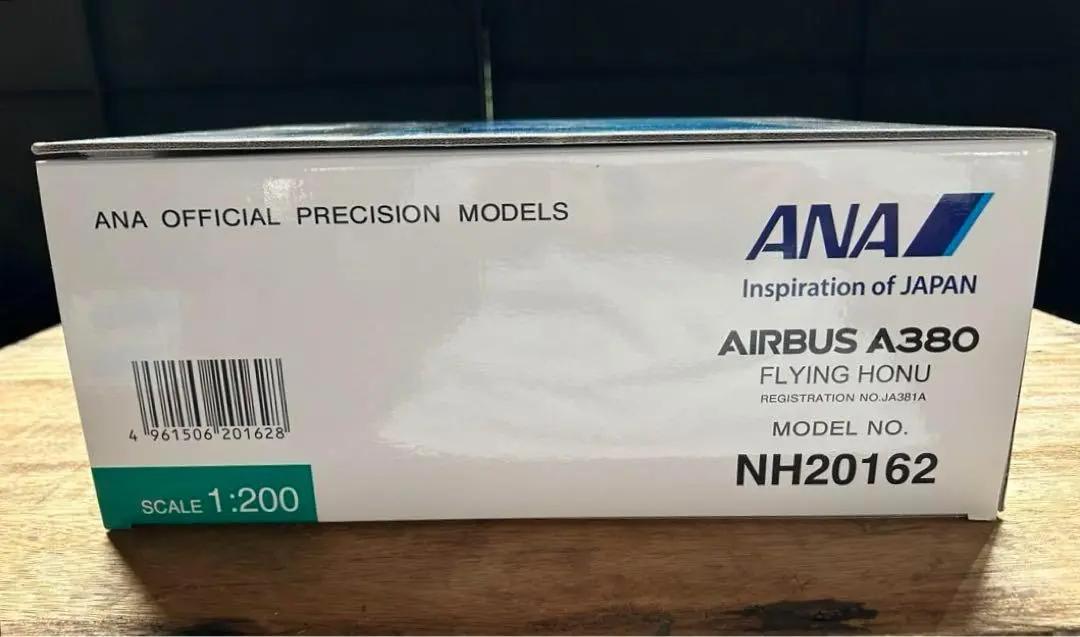 ANA OFFICIAL PRECISION MODELS
ANA
Inspiration of JAPAN
AIRBUS A380
FLYING HONU
REGISTRATION NO.JA381A
MODEL NO.
NH20162
4 961506 201628
SCALE 1:200